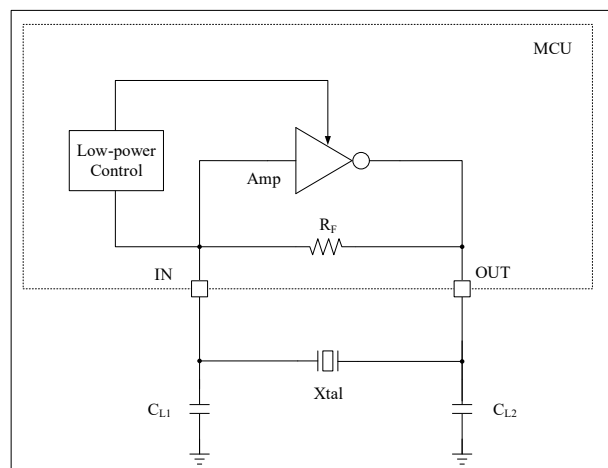 MCU
Low-power
Control
Amp
R_F
IN
OUT
Xtal
C_L1
C_L2